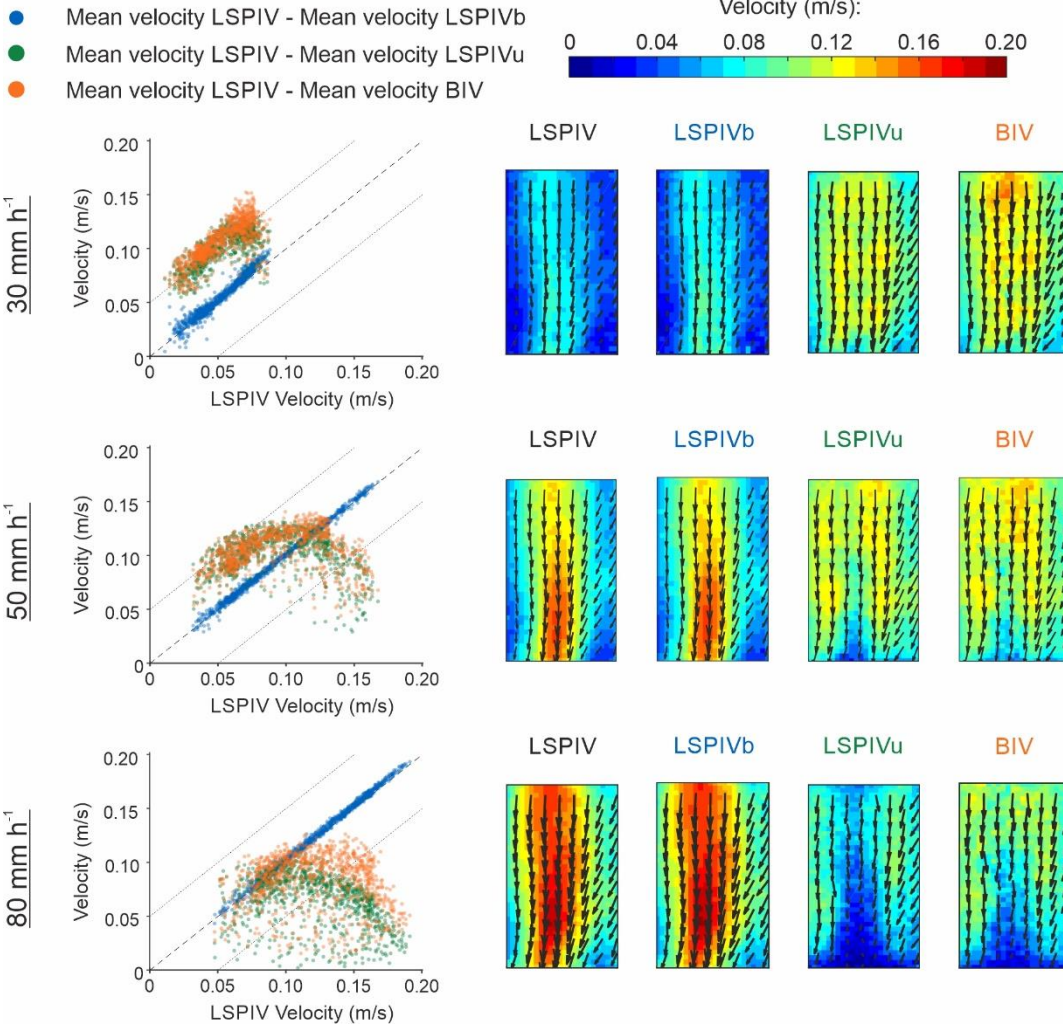 Mean velocity LSPIV - Mean velocity LSPIVb
Mean velocity LSPIV - Mean velocity LSPIVu
Mean velocity LSPIV - Mean velocity BIV
Velocity (m/s):
0 0.04 0.08 0.12 0.16 0.20
30 mm h⁻¹
0.20
0.15
0.10
0.05
0
Velocity (m/s)
0 0.05 0.10 0.15 0.20
LSPIV Velocity (m/s)
LSPIV LSPIVb LSPIVu BIV
50 mm h⁻¹
0.20
0.15
0.10
0.05
0
Velocity (m/s)
0 0.05 0.10 0.15 0.20
LSPIV Velocity (m/s)
LSPIV LSPIVb LSPIVu BIV
80 mm h⁻¹
0.20
0.15
0.10
0.05
0
Velocity (m/s)
0 0.05 0.10 0.15 0.20
LSPIV Velocity (m/s)
LSPIV LSPIVb LSPIVu BIV